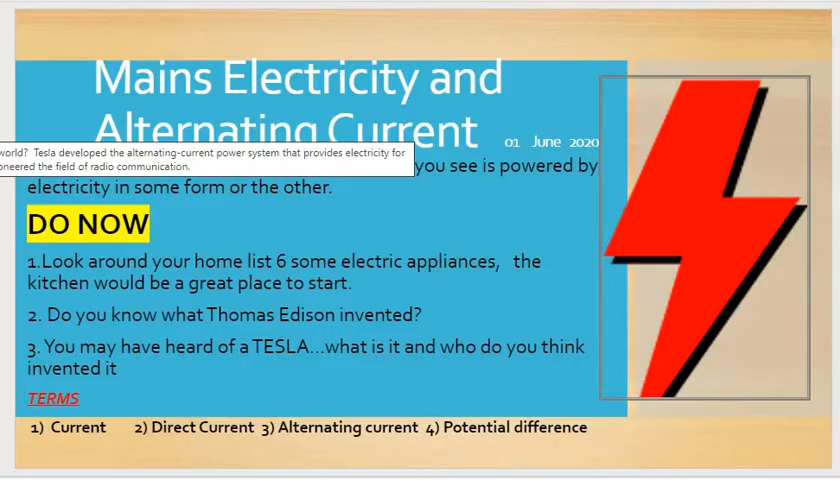 Mains Electricity and
Alternating Current
01 June 2020
world? Tesla developed the alternating-current power system that provides electricity for
oneered the field of radio communication.
you see is powered by
electricity in some form or the other.
DO NOW
1.Look around your home list 6 some electric appliances, the
kitchen would be a great place to start.
2. Do you know what Thomas Edison invented?
3. You may have heard of a TESLA...what is it and who do you think
invented it
TERMS
1) Current 2) Direct Current 3) Alternating current 4) Potential difference